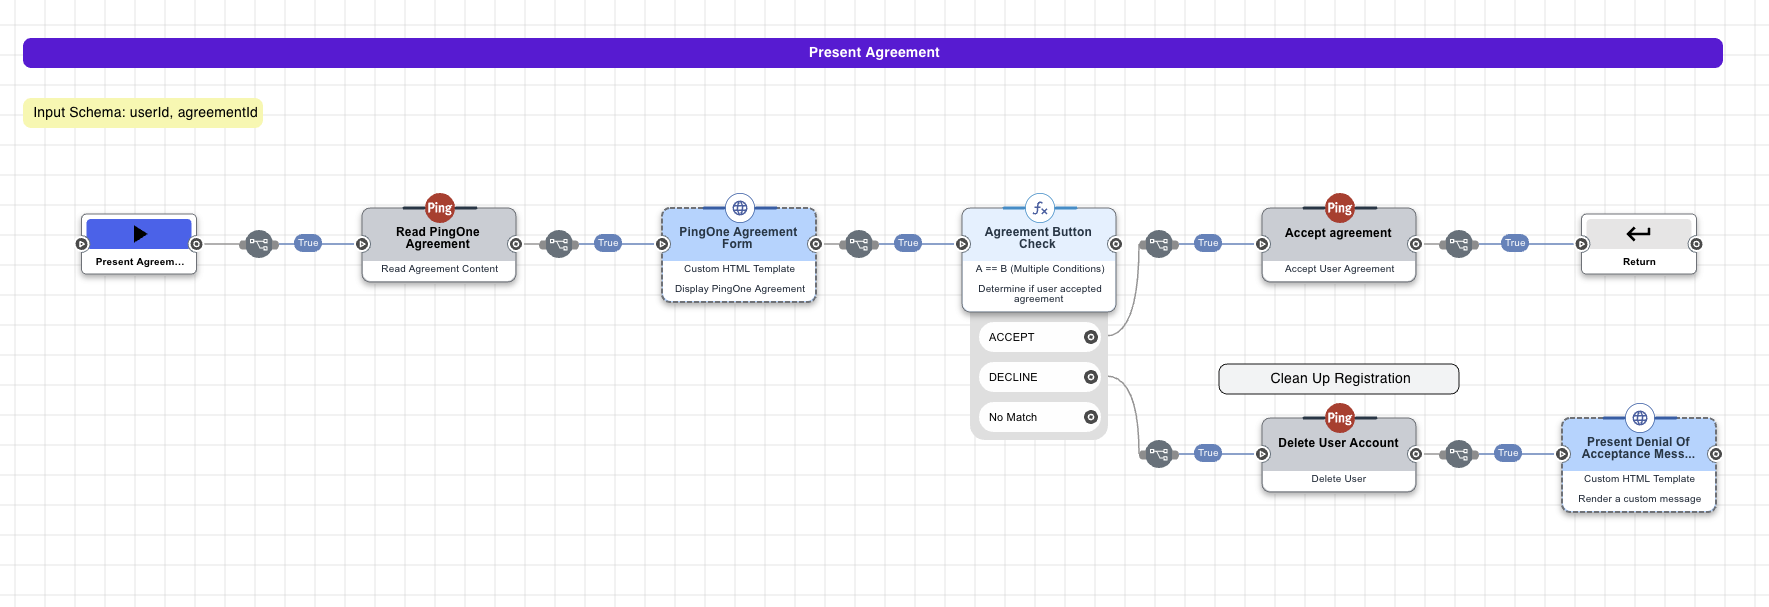 Present Agreement
Input Schema: userId, agreementId
Present Agreem...
True
Ping
Read PingOne
Agreement
Read Agreement Content
True
PingOne Agreement
Form
Custom HTML Template
Display PingOne Agreement
True
fx
Agreement Button
Check
A == B (Multiple Conditions)
Determine if user accepted
agreement
ACCEPT
DECLINE
No Match
True
Ping
Accept agreement
Accept User Agreement
True
Return
Clean Up Registration
True
Ping
Delete User Account
Delete User
True
Present Denial Of
Acceptance Mess...
Custom HTML Template
Render a custom message